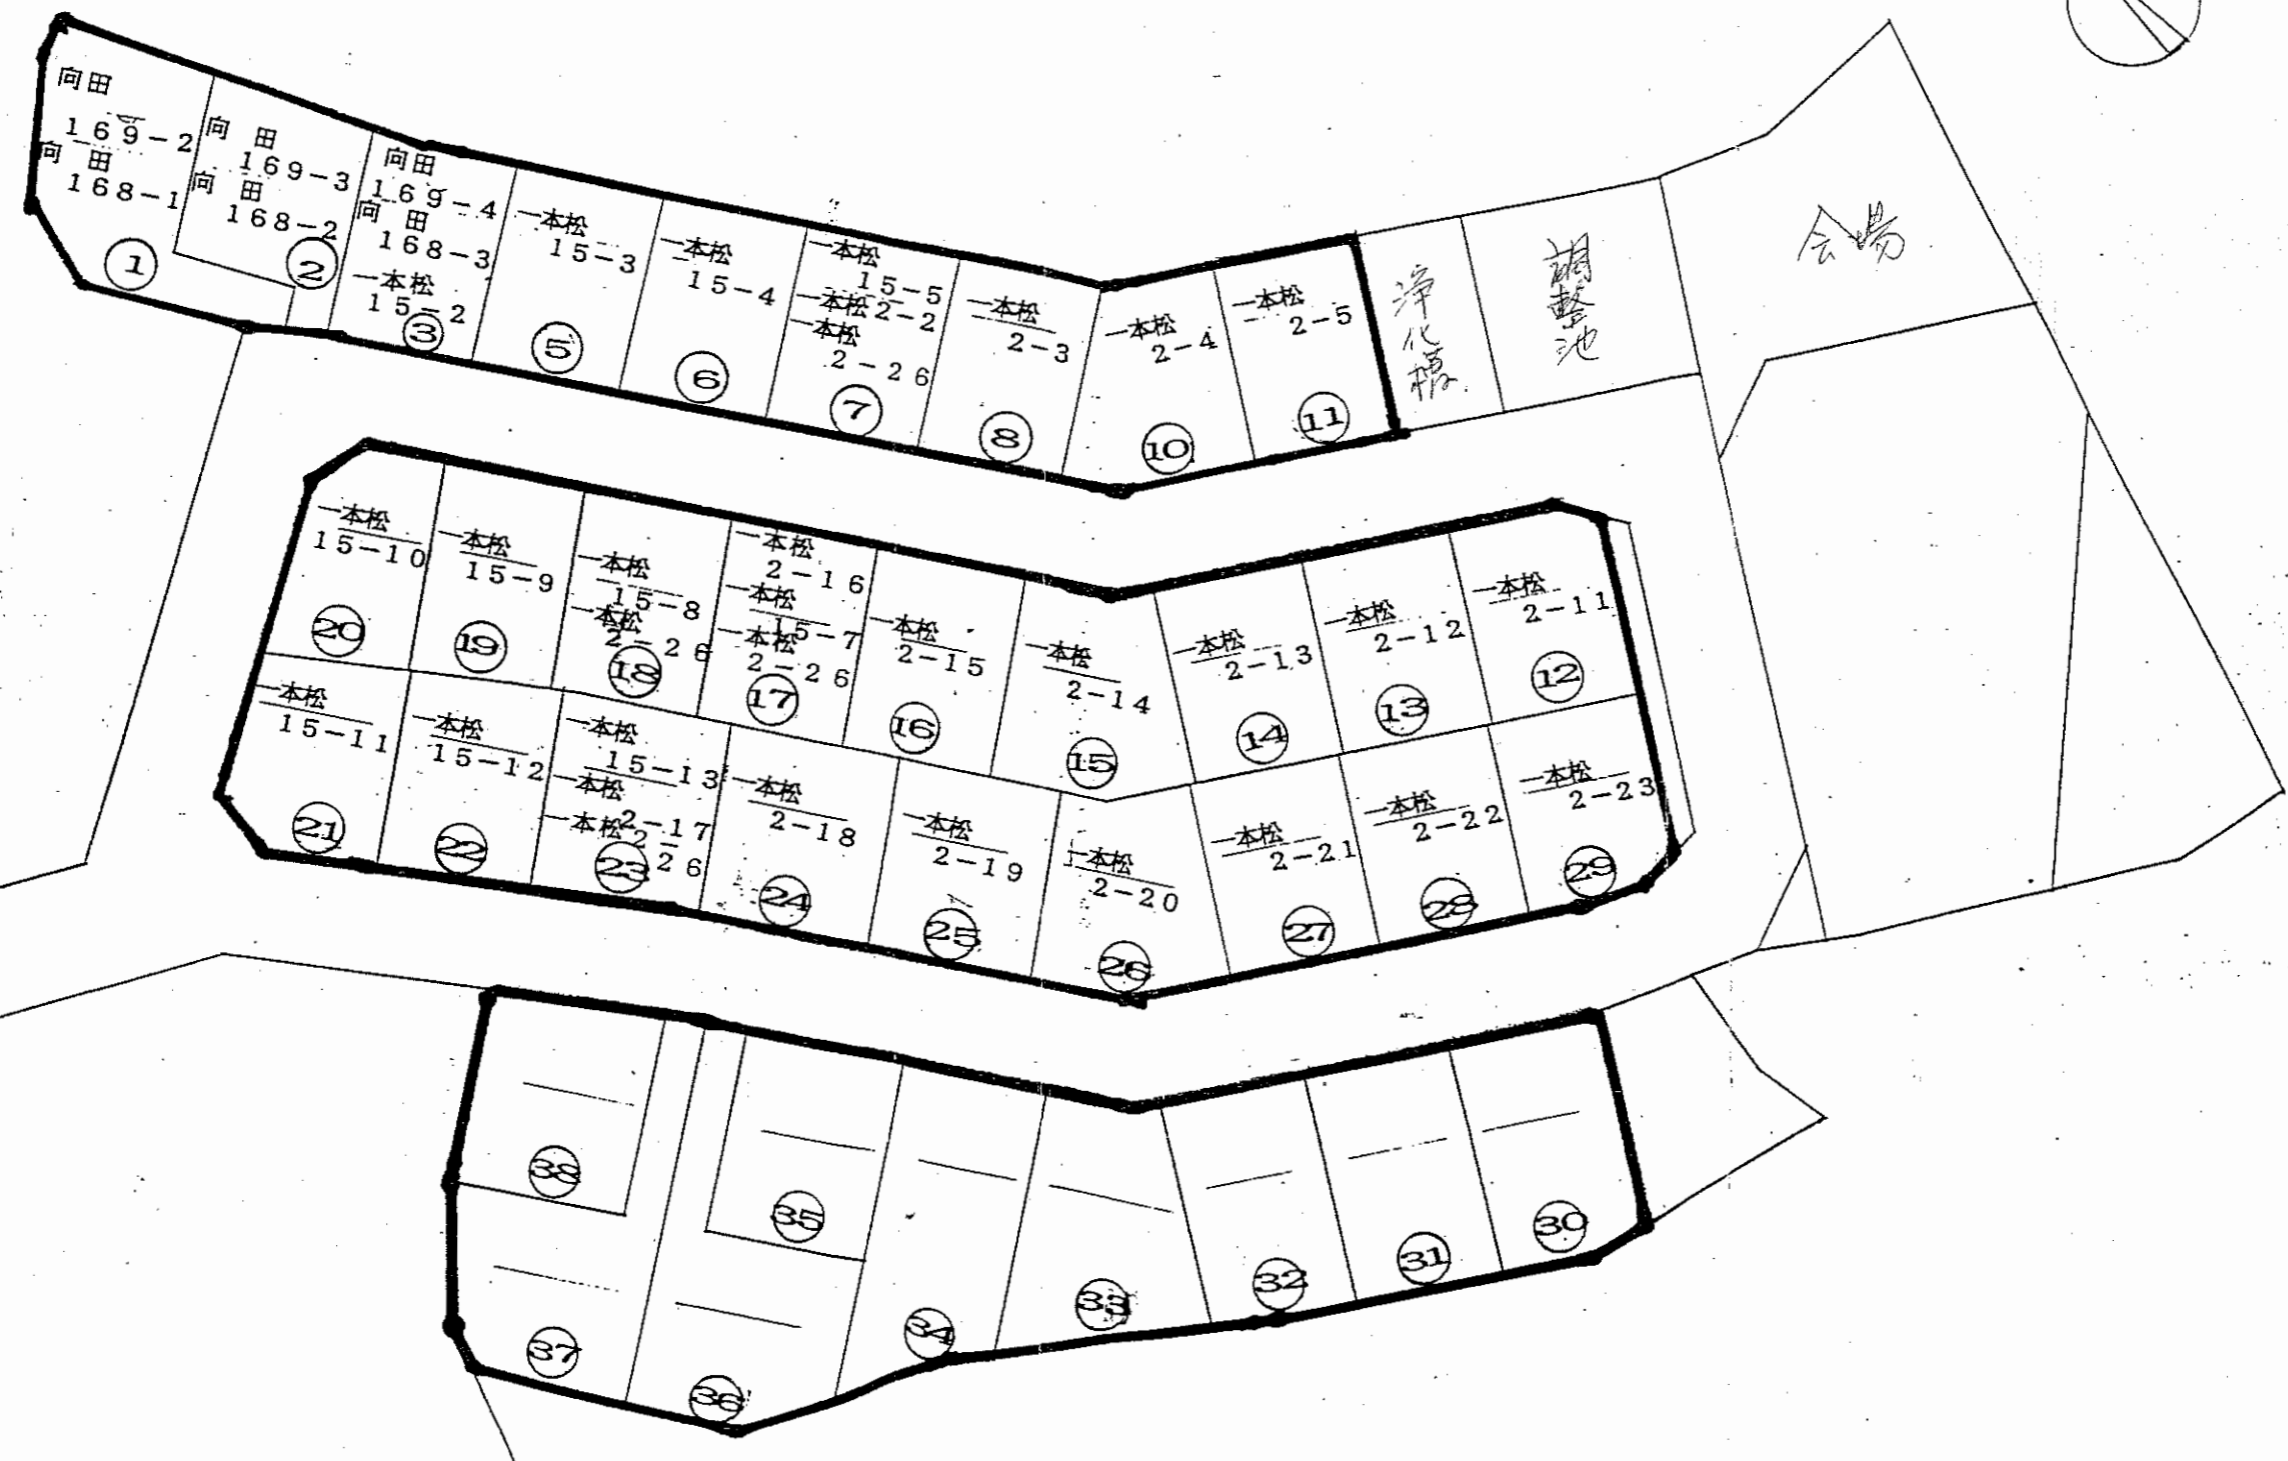 向田
169-2
向田
168-1
①
向田
169-3
向田
168-2
②
向田
169-4
向田
168-3
一本松
15-2
③
一本松
15-3
⑤
一本松
15-4
⑥
一本松
15-5
一本松2-2
一本松
2-26
⑦
一本松
2-3
⑧
一本松
2-4
⑩
一本松
2-5
⑪
浄化槽
調整池
会場
一本松
15-10
⑳
一本松
15-9
⑲
一本松
15-8
一本松
2-26
⑱
一本松
2-16
一本松
15-7
一本松
2-26
⑰
一本松
2-15
⑯
一本松
2-14
⑮
一本松
2-13
⑭
一本松
2-12
⑬
一本松
2-11
⑫
一本松
15-11
㉑
一本松
15-12
㉒
一本松
15-13
一本松
2-17
一本松
2-26
㉓
一本松
2-18
㉔
一本松
2-19
㉕
一本松
2-20
㉖
一本松
2-21
㉗
一本松
2-22
㉘
一本松
2-23
㉙
㊳
㉟
㊲
㊱
㉞
㉝
㉜
㉛
㉚